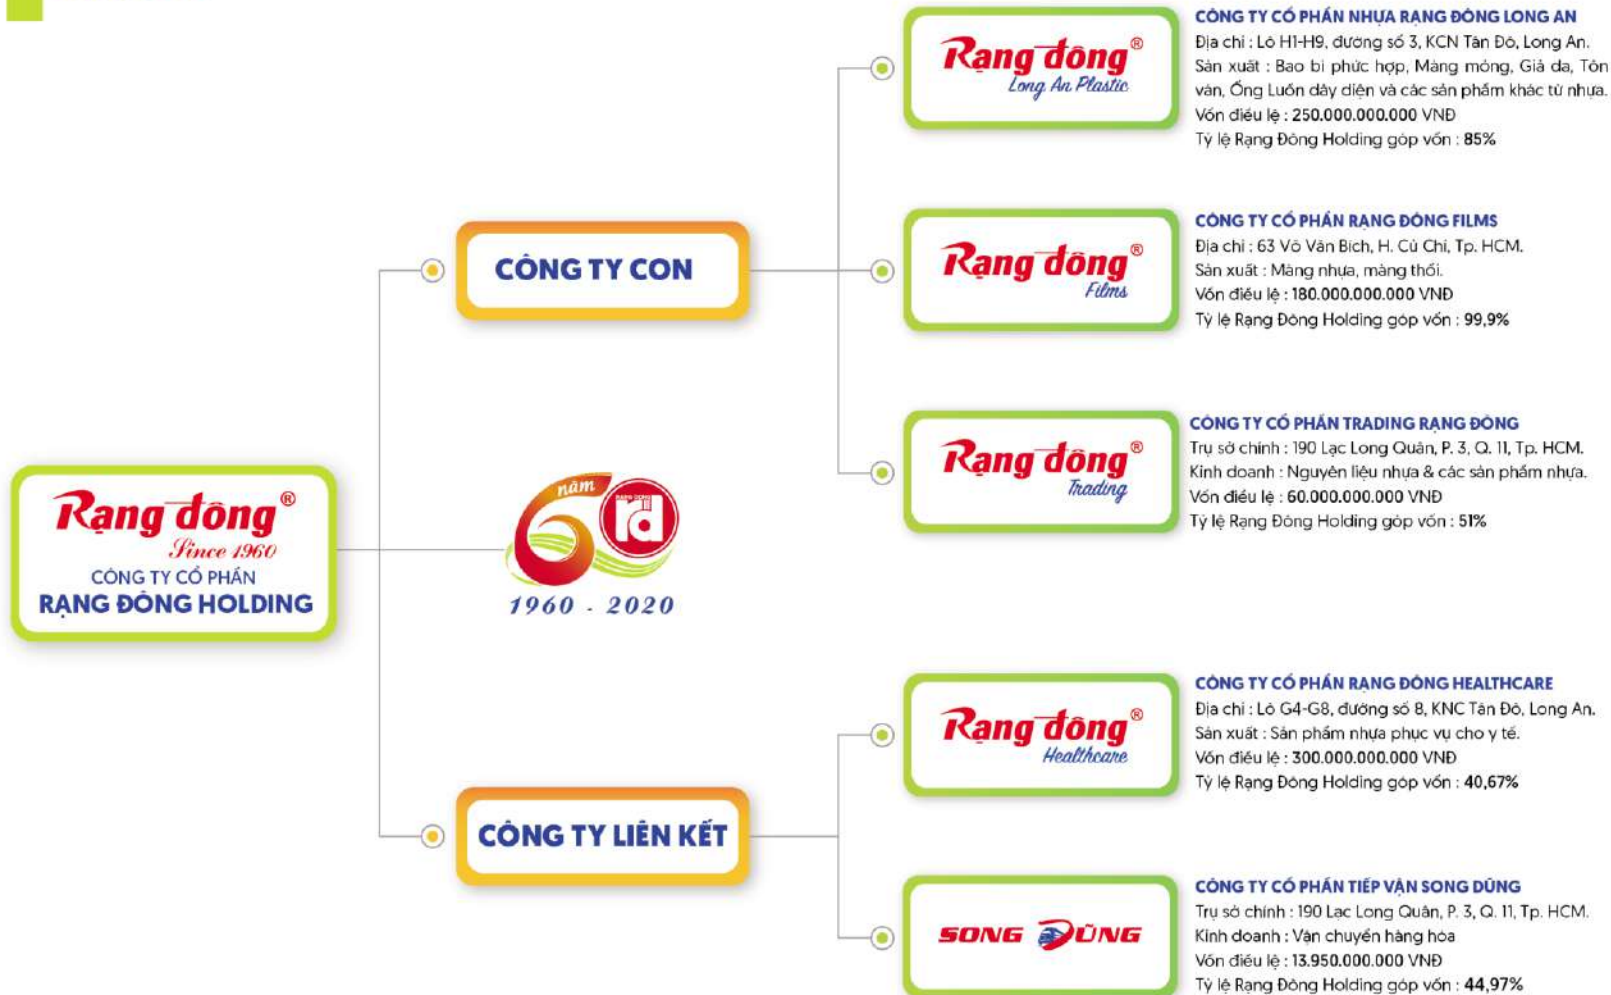 Rạng đông®
Since 1960
CÔNG TY CỔ PHẦN
RẠNG ĐÔNG HOLDING
CÔNG TY CON
Rạng đông®
Long An Plastic
CÔNG TY CỔ PHẦN NHỰA RẠNG ĐÔNG LONG AN
Địa chỉ : Lô H1-H9, đường số 3, KCN Tân Đô, Long An.
Sản xuất : Bao bì phức hợp, Màng mỏng, Giả da, Tôn
ván, Ống Luồn dây điện và các sản phẩm khác từ nhựa.
Vốn điều lệ : 250.000.000.000 VNĐ
Tỷ lệ Rạng Đông Holding góp vốn : 85%
Rạng đông®
Films
CÔNG TY CỔ PHẦN RẠNG ĐÔNG FILMS
Địa chỉ : 63 Võ Văn Bích, H. Củ Chi, Tp. HCM.
Sản xuất : Màng nhựa, màng thổi.
Vốn điều lệ : 180.000.000.000 VNĐ
Tỷ lệ Rạng Đông Holding góp vốn : 99,9%
Rạng đông®
Trading
CÔNG TY CỔ PHẦN TRADING RẠNG ĐÔNG
Trụ sở chính : 190 Lạc Long Quân, P. 3, Q. 11, Tp. HCM.
Kinh doanh : Nguyên liệu nhựa & các sản phẩm nhựa.
Vốn điều lệ : 60.000.000.000 VNĐ
Tỷ lệ Rạng Đông Holding góp vốn : 51%
60 năm
RẠNG ĐÔNG
rd
1960 - 2020
CÔNG TY LIÊN KẾT
Rạng đông®
Healthcare
CÔNG TY CỔ PHẦN RẠNG ĐÔNG HEALTHCARE
Địa chỉ : Lô G4-G8, đường số 8, KNC Tân Đô, Long An.
Sản xuất : Sản phẩm nhựa phục vụ cho y tế.
Vốn điều lệ : 300.000.000.000 VNĐ
Tỷ lệ Rạng Đông Holding góp vốn : 40,67%
SONG DŨNG
CÔNG TY CỔ PHẦN TIẾP VẬN SONG DŨNG
Trụ sở chính : 190 Lạc Long Quân, P. 3, Q. 11, Tp. HCM.
Kinh doanh : Vận chuyển hàng hóa
Vốn điều lệ : 13.950.000.000 VNĐ
Tỷ lệ Rạng Đông Holding góp vốn : 44,97%